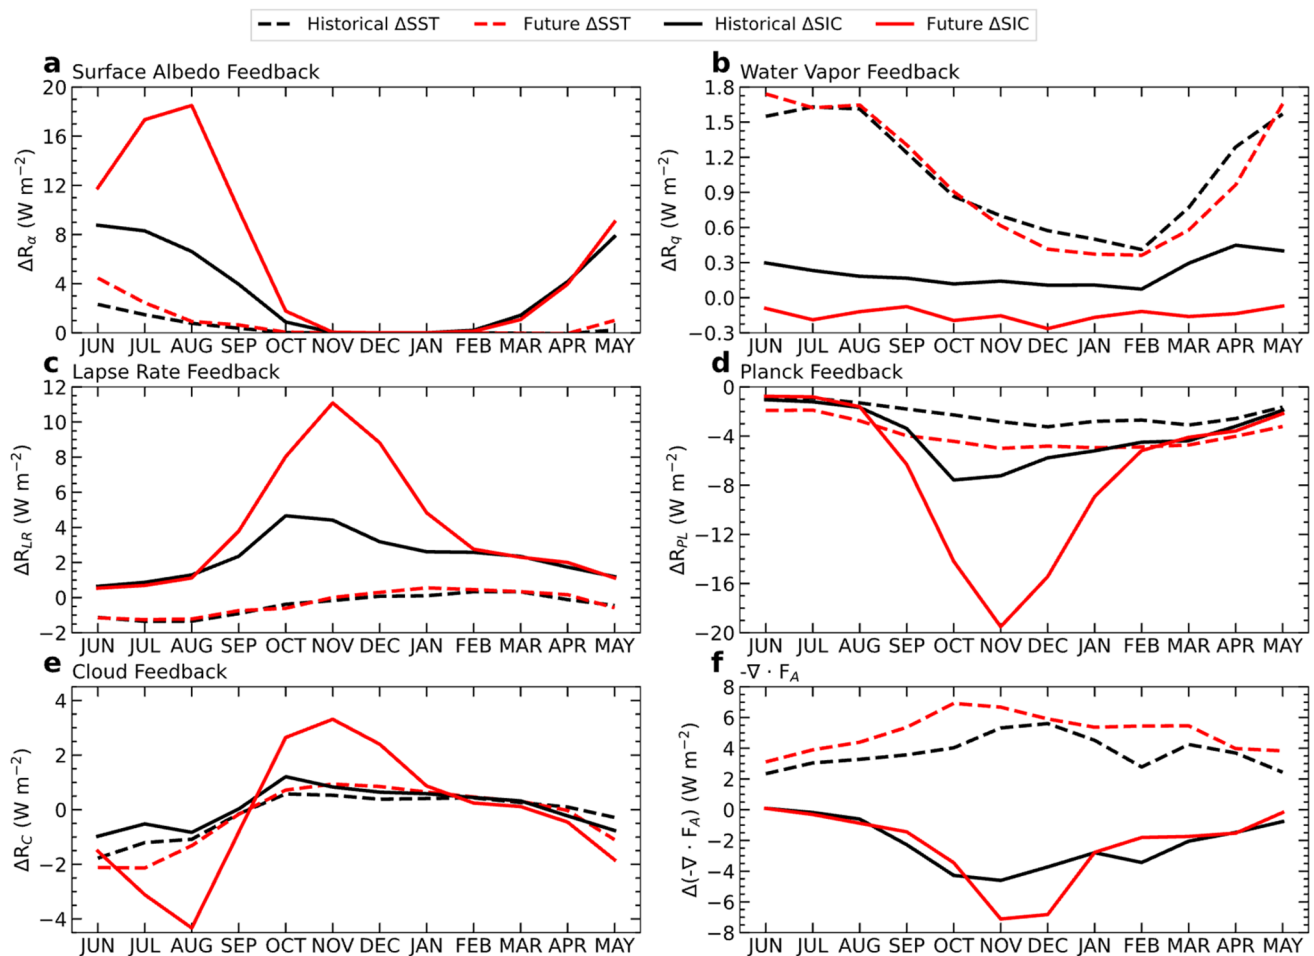 Historical ΔSST Future ΔSST Historical ΔSIC Future ΔSIC
a Surface Albedo Feedback
20
16
12
8
4
0
ΔRα (W m−2)
JUN JUL AUG SEP OCT NOV DEC JAN FEB MAR APR MAY
b Water Vapor Feedback
1.8
1.5
1.2
0.9
0.6
0.3
0.0
−0.3
ΔRq (W m−2)
JUN JUL AUG SEP OCT NOV DEC JAN FEB MAR APR MAY
c Lapse Rate Feedback
12
10
8
6
4
2
0
−2
ΔRLR (W m−2)
JUN JUL AUG SEP OCT NOV DEC JAN FEB MAR APR MAY
d Planck Feedback
0
−4
−8
−12
−16
−20
ΔRPL (W m−2)
JUN JUL AUG SEP OCT NOV DEC JAN FEB MAR APR MAY
e Cloud Feedback
4
2
0
−2
−4
ΔRC (W m−2)
JUN JUL AUG SEP OCT NOV DEC JAN FEB MAR APR MAY
f -∇ · FA
8
6
4
2
0
−2
−4
−6
−8
Δ(-∇ · FA) (W m−2)
JUN JUL AUG SEP OCT NOV DEC JAN FEB MAR APR MAY